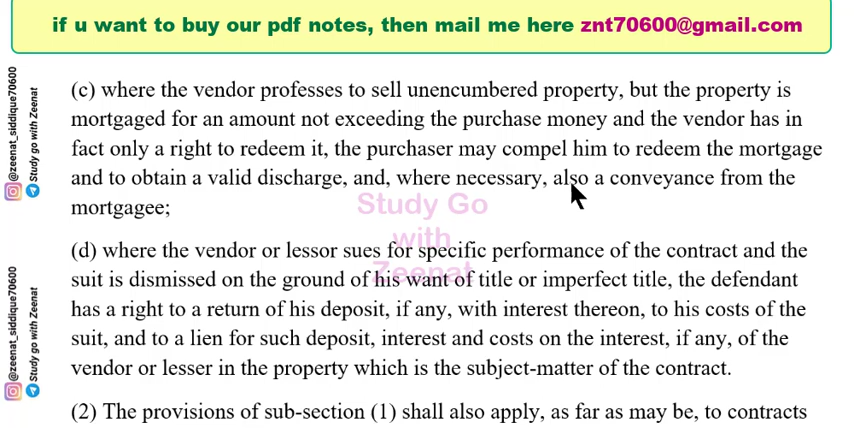 if u want to buy our pdf notes, then mail me here znt70600@gmail.com
(c) where the vendor professes to sell unencumbered property, but the property is
mortgaged for an amount not exceeding the purchase money and the vendor has in
fact only a right to redeem it, the purchaser may compel him to redeem the mortgage
and to obtain a valid discharge, and, where necessary, also a conveyance from the
mortgagee;
(d) where the vendor or lessor sues for specific performance of the contract and the
suit is dismissed on the ground of his want of title or imperfect title, the defendant
has a right to a return of his deposit, if any, with interest thereon, to his costs of the
suit, and to a lien for such deposit, interest and costs on the interest, if any, of the
vendor or lesser in the property which is the subject-matter of the contract.
(2) The provisions of sub-section (1) shall also apply, as far as may be, to contracts
@zeenat_siddique70600
Study go with Zeenat
@zeenat_siddique70600
Study go with Zeenat
Study Go
with
Zeenat